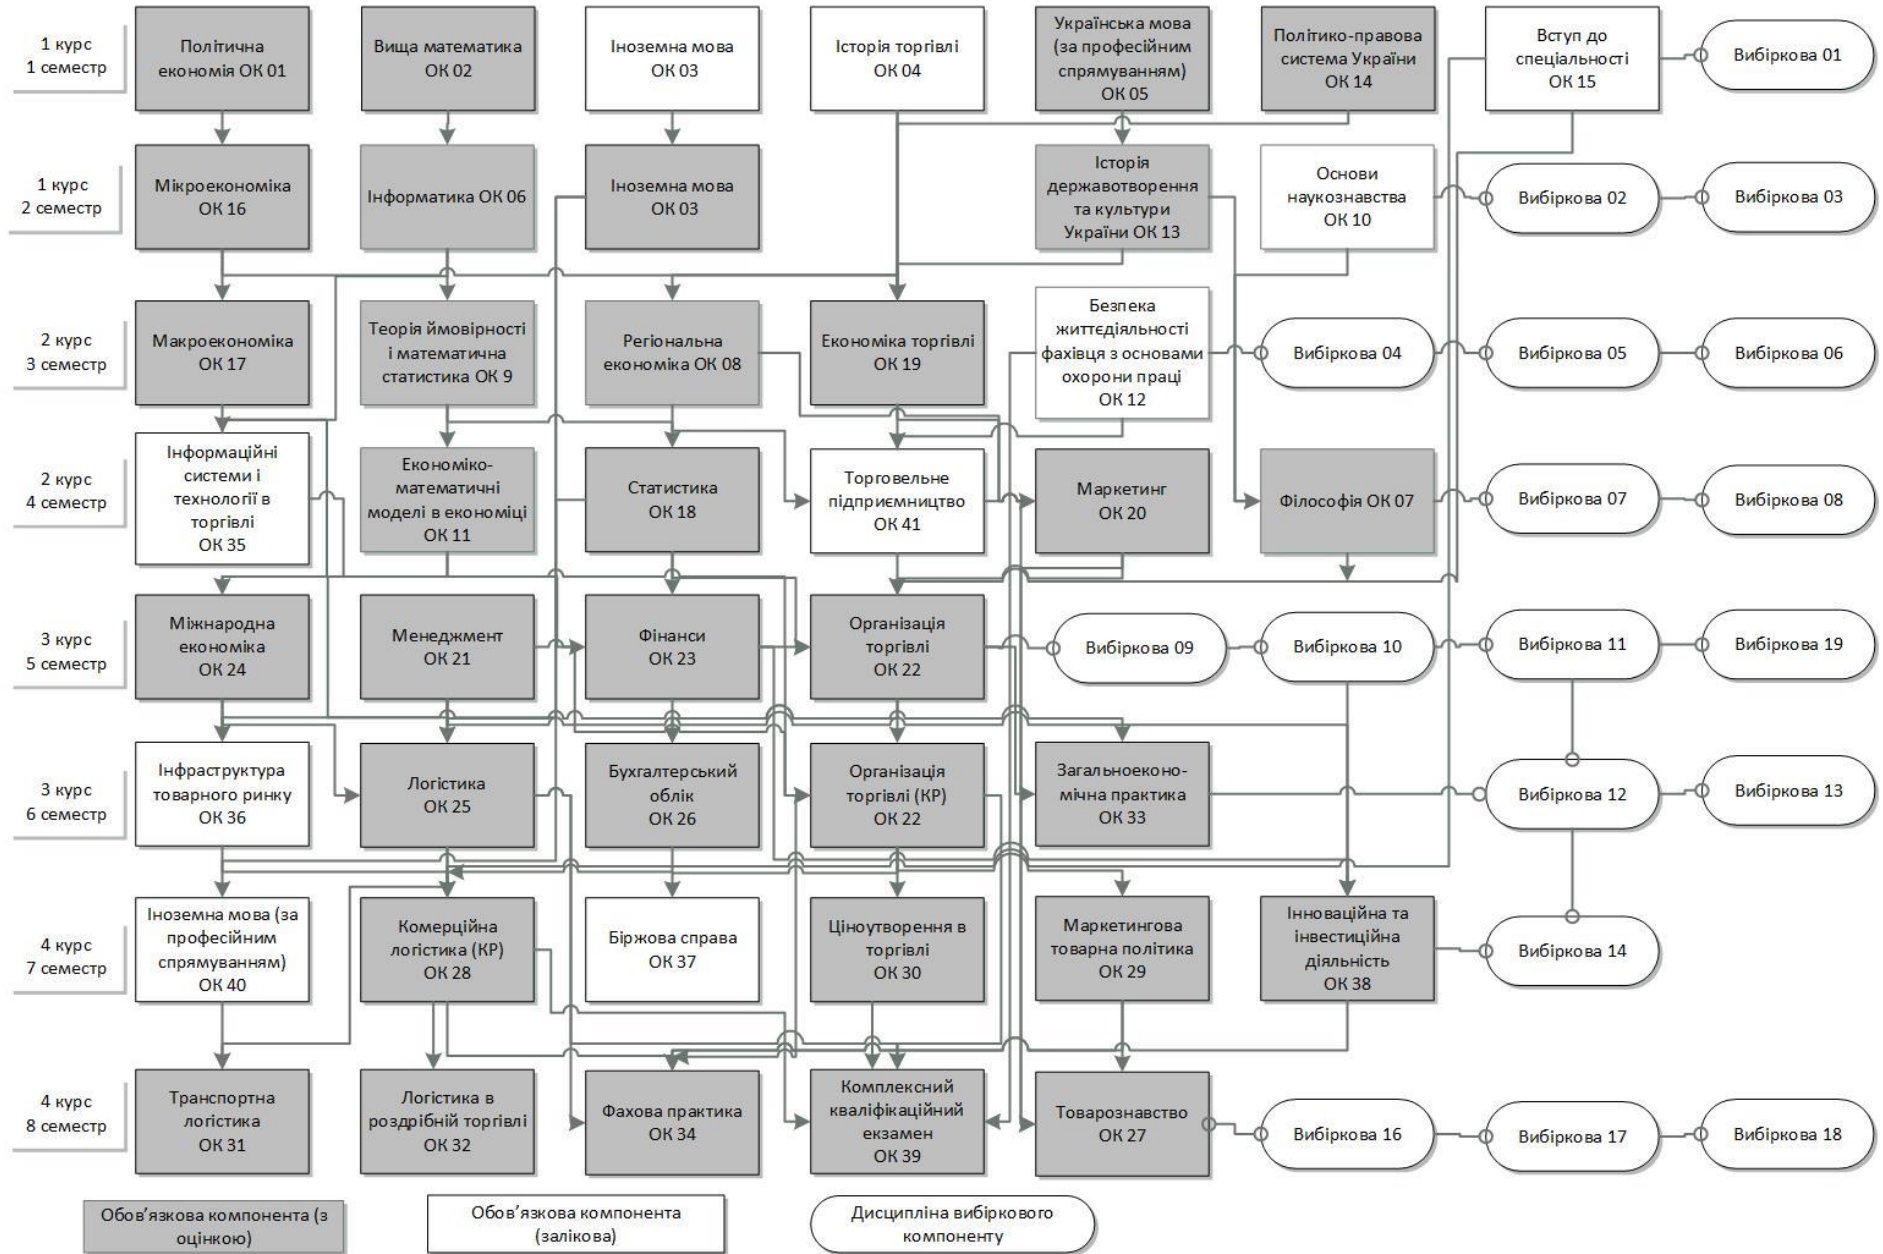 1 курс
1 семестр
Політична
економія ОК 01
Вища математика
ОК 02
Іноземна мова
ОК 03
Історія торгівлі
ОК 04
Українська мова
(за професійним
спрямуванням)
ОК 05
Політико-правова
система України
ОК 14
Вступ до
спеціальності
ОК 15
Вибіркова 01
1 курс
2 семестр
Мікроекономіка
ОК 16
Інформатика ОК 06
Іноземна мова
ОК 03
Історія
державотворення
та культури
України ОК 13
Основи
наукознавства
ОК 10
Вибіркова 02
Вибіркова 03
2 курс
3 семестр
Макроекономіка
ОК 17
Теорія ймовірності
і математична
статистика ОК 9
Регіональна
економіка ОК 08
Економіка торгівлі
ОК 19
Безпека
життєдіяльності
фахівця з основами
охорони праці
ОК 12
Вибіркова 04
Вибіркова 05
Вибіркова 06
2 курс
4 семестр
Інформаційні
системи і
технології в
торгівлі
ОК 35
Економіко-
математичні
моделі в економіці
ОК 11
Статистика
ОК 18
Торговельне
підприємництво
ОК 41
Маркетинг
ОК 20
Філософія ОК 07
Вибіркова 07
Вибіркова 08
3 курс
5 семестр
Міжнародна
економіка
ОК 24
Менеджмент
ОК 21
Фінанси
ОК 23
Організація
торгівлі
ОК 22
Вибіркова 09
Вибіркова 10
Вибіркова 11
Вибіркова 19
3 курс
6 семестр
Інфраструктура
товарного ринку
ОК 36
Логістика
ОК 25
Бухгалтерський
облік
ОК 26
Організація
торгівлі (КР)
ОК 22
Загальноеконо-
мічна практика
ОК 33
Вибіркова 12
Вибіркова 13
4 курс
7 семестр
Іноземна мова (за
професійним
спрямуванням)
ОК 40
Комерційна
логістика (КР)
ОК 28
Біржова справа
ОК 37
Ціноутворення в
торгівлі
ОК 30
Маркетингова
товарна політика
ОК 29
Інноваційна та
інвестиційна
діяльність
ОК 38
Вибіркова 14
4 курс
8 семестр
Транспортна
логістика
ОК 31
Логістика в
роздрібній торгівлі
ОК 32
Фахова практика
ОК 34
Комплексний
кваліфікаційний
екзамен
ОК 39
Товарознавство
ОК 27
Вибіркова 16
Вибіркова 17
Вибіркова 18
Обов’язкова компонента (з
оцінкою)
Обов’язкова компонента
(залікова)
Дисципліна вибіркового
компоненту